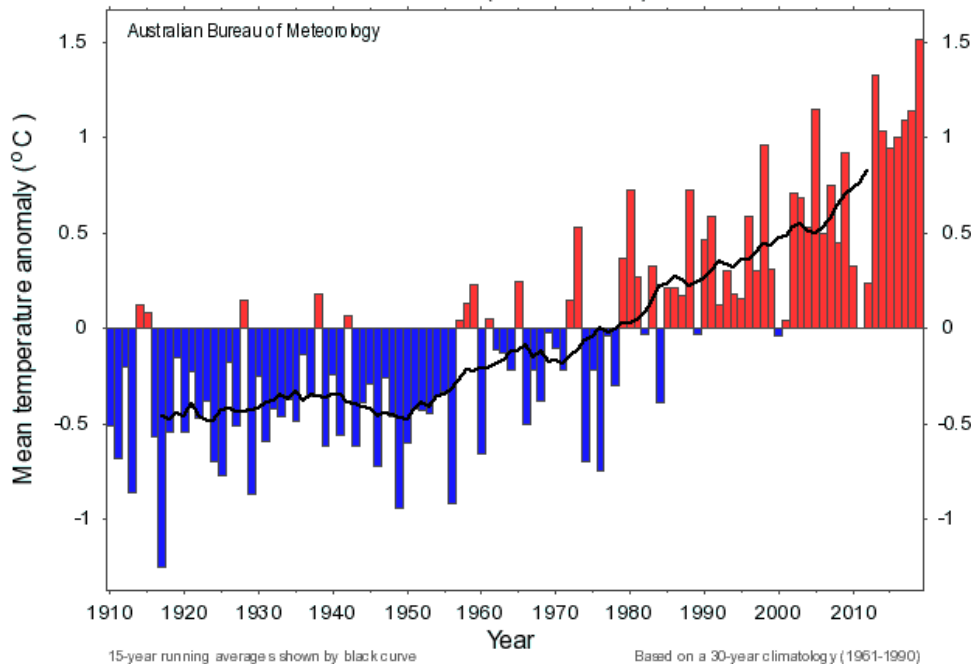 Australian Bureau of Meteorology
Mean temperature anomaly (°C)
1.5
1
0.5
0
-0.5
-1
1.5
1
0.5
0
-0.5
-1
1910 1920 1930 1940 1950 1960 1970 1980 1990 2000 2010
Year
15-year running averages shown by black curve
Based on a 30-year climatology (1961-1990)